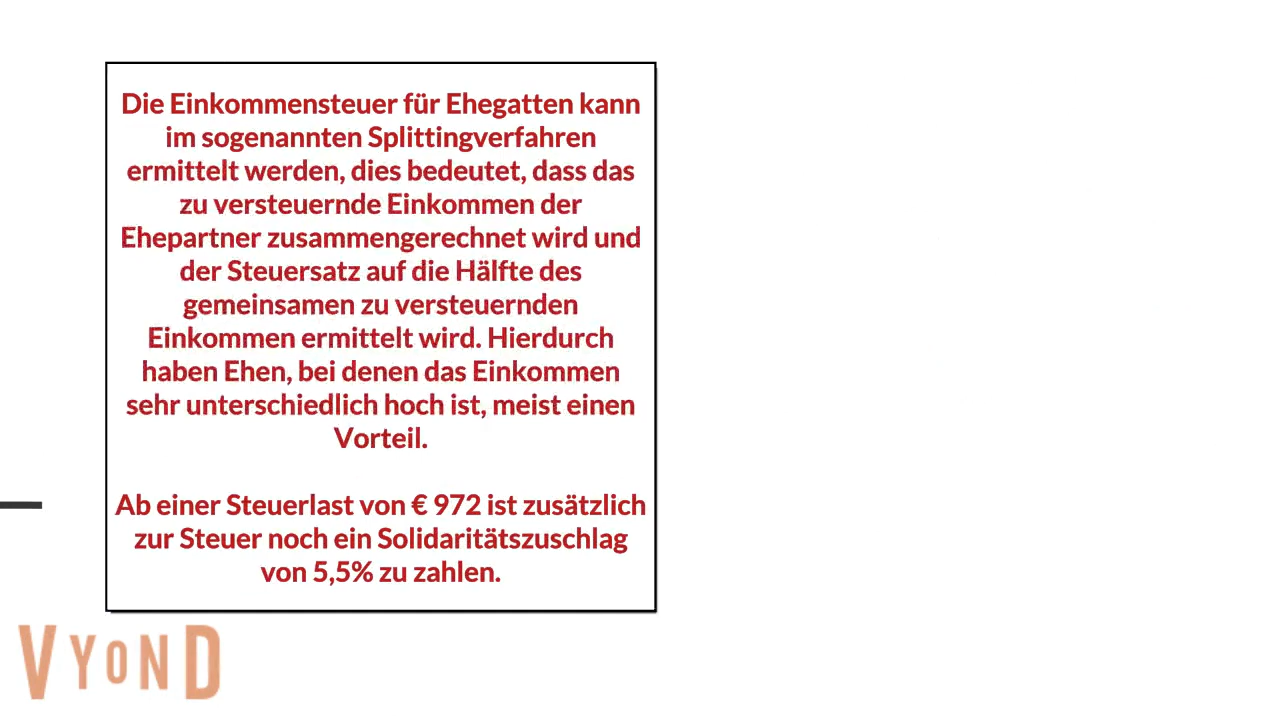 Die Einkommensteuer für Ehegatten kann
im sogenannten Splittingverfahren
ermittelt werden, dies bedeutet, dass das
zu versteuernde Einkommen der
Ehepartner zusammengerechnet wird und
der Steuersatz auf die Hälfte des
gemeinsamen zu versteuernden
Einkommen ermittelt wird. Hierdurch
haben Ehen, bei denen das Einkommen
sehr unterschiedlich hoch ist, meist einen
Vorteil.
Ab einer Steuerlast von € 972 ist zusätzlich
zur Steuer noch ein Solidaritätszuschlag
von 5,5% zu zahlen.
VYOND